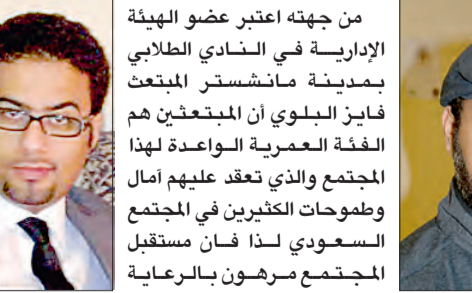 من جهته اعتبر عضو الهيئة
الإدارية في النادي الطلابي
بمدينة مانشستر المبتعث
فايز البلوي أن المبتعثين هم
الفئة العمرية الواعدة لهذا
المجتمع والذي تعقد عليهم آمال
وطموحات الكثيرين في المجتمع
السعودي لذا فان مستقبل
المجتمع مرهون بالرعاية